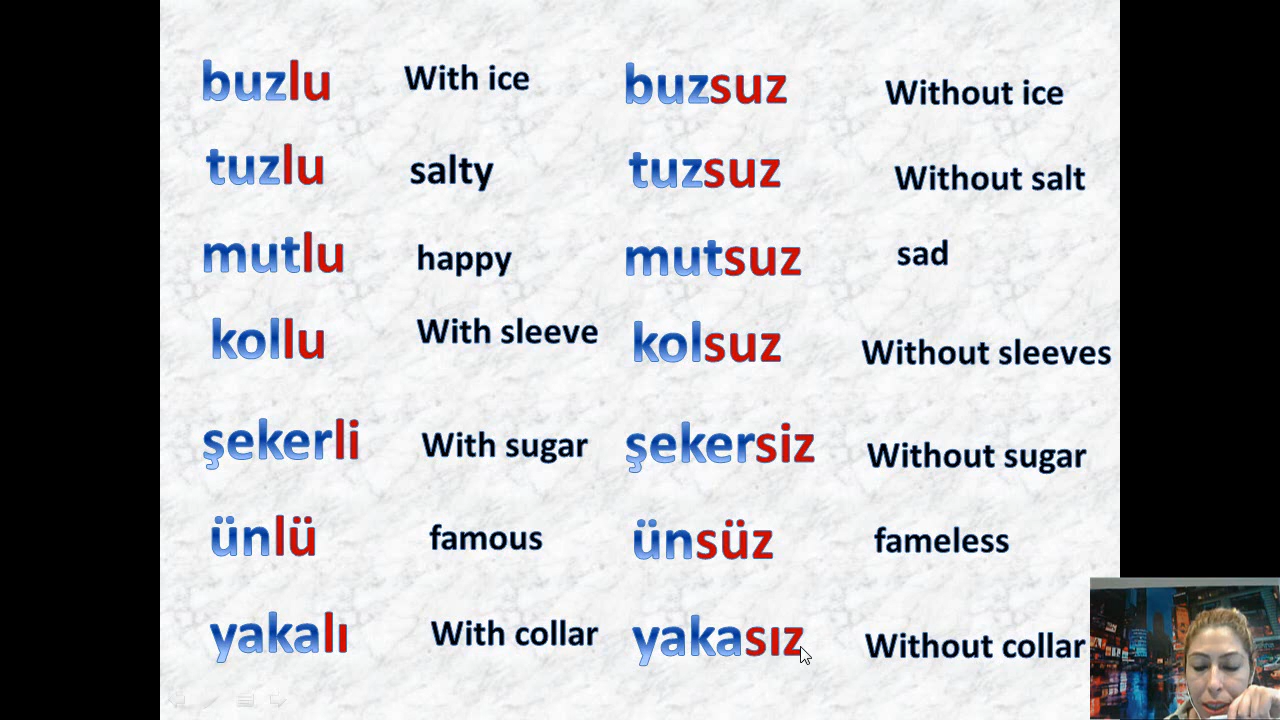 buzlu With ice buzsuz Without ice
tuzlu salty tuzsuz Without salt
mutlu happy mutsuz sad
kollu With sleeve kolsuz Without sleeves
şekerli With sugar şekersiz Without sugar
ünlü famous ünsüz fameless
yakalı With collar yakasız Without collar